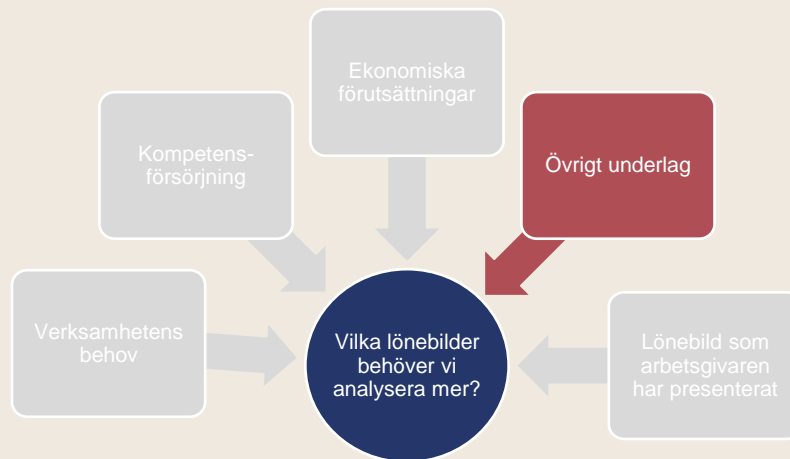 Ekonomiska
förutsättningar
Kompetens-
försörjning
Övrigt underlag
Verksamhetens
behov
Vilka lönebilder
behöver vi
analysera mer?
Lönebild som
arbetsgivaren
har presenterat